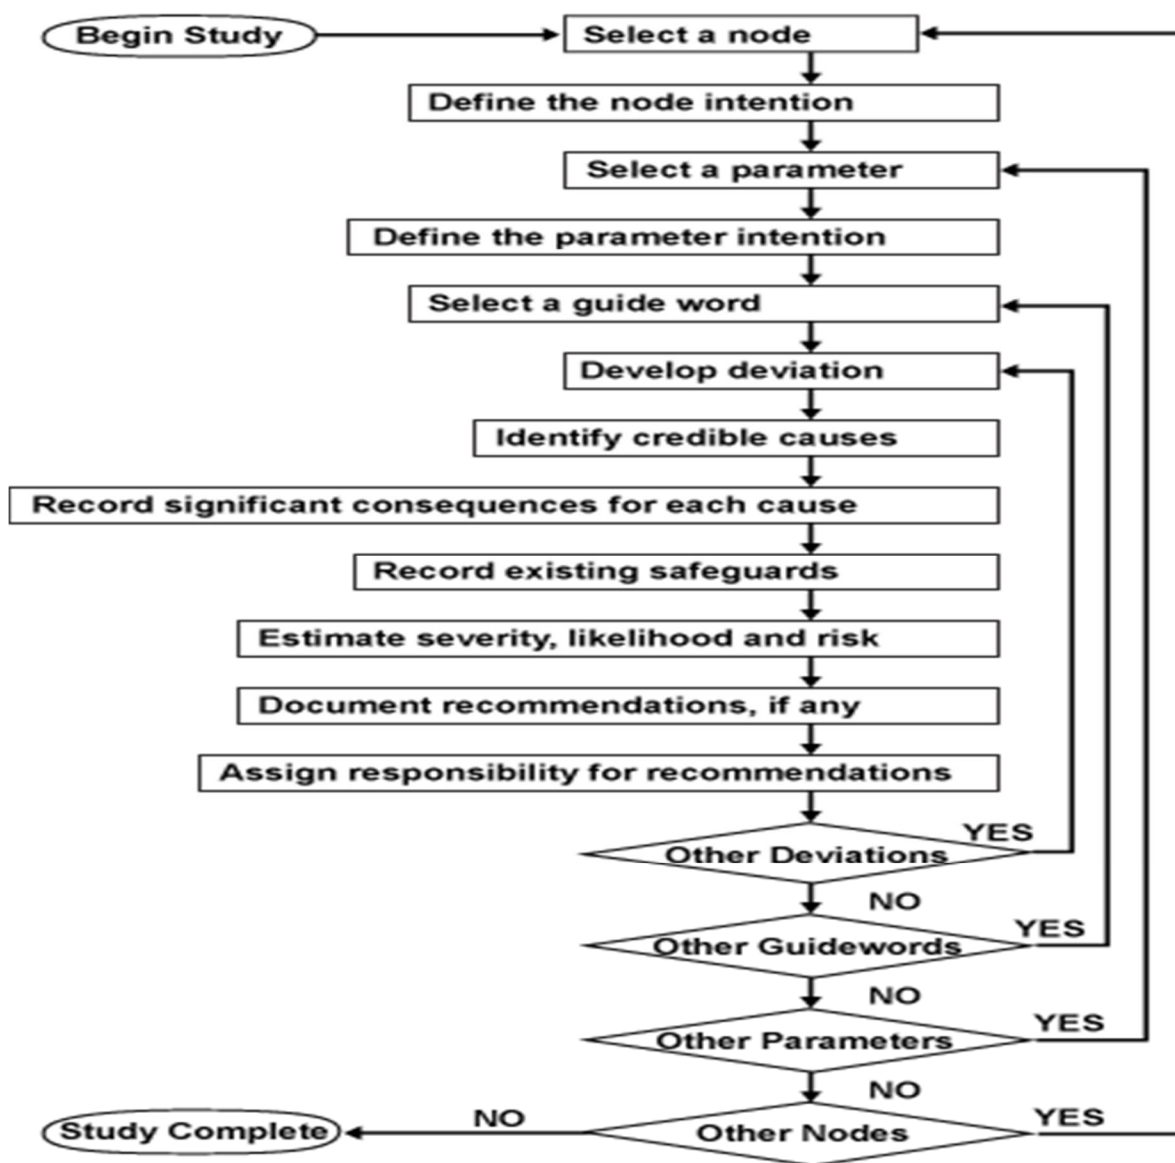 Begin Study
Select a node
Define the node intention
Select a parameter
Define the parameter intention
Select a guide word
Develop deviation
Identify credible causes
Record significant consequences for each cause
Record existing safeguards
Estimate severity, likelihood and risk
Document recommendations, if any
Assign responsibility for recommendations
YES
Other Deviations
NO
YES
Other Guidewords
NO
YES
Other Parameters
NO
YES
NO
Other Nodes
Study Complete